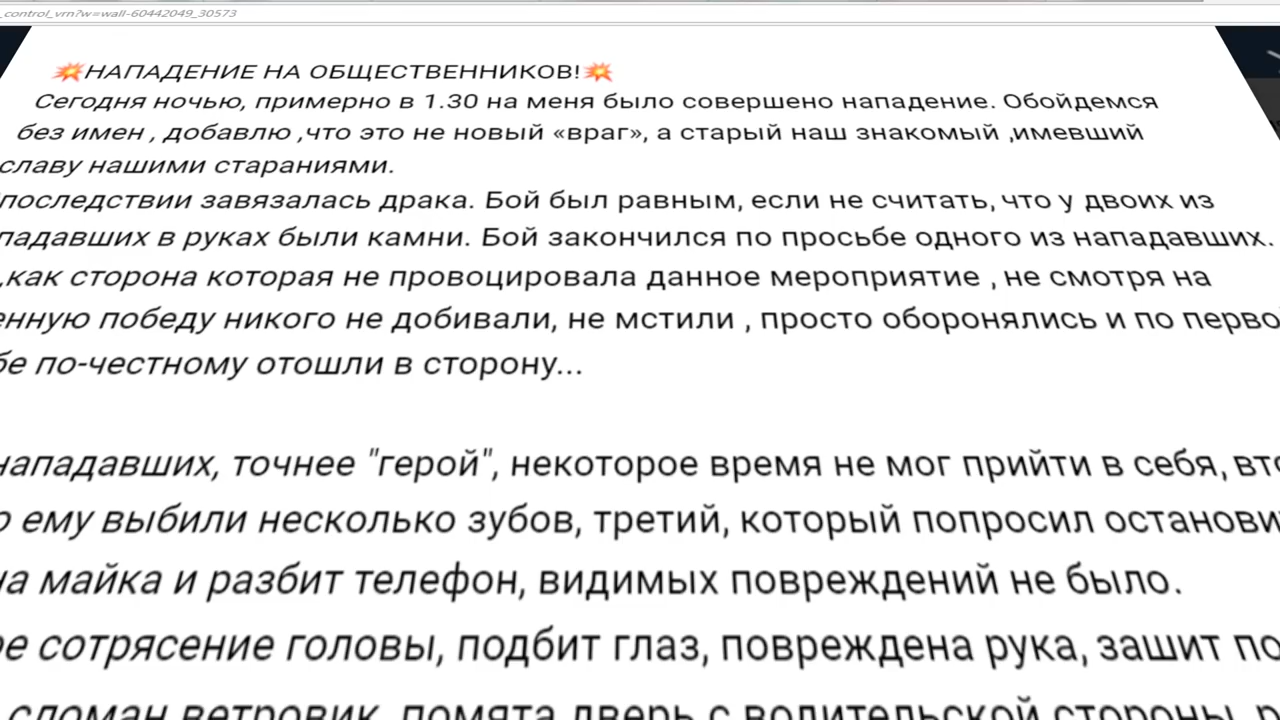 _control_vrn?w=wall-60442049_30573
💥НАПАДЕНИЕ НА ОБЩЕСТВЕННИКОВ!💥
Сегодня ночью, примерно в 1.30 на меня было совершено нападение. Обойдемся
без имен , добавлю ,что это не новый «враг», а старый наш знакомый ,имевший
славу нашими стараниями.
последствии завязалась драка. Бой был равным, если не считать, что у двоих из
падавших в руках были камни. Бой закончился по просьбе одного из нападавших.
,как сторона которая не провоцировала данное мероприятие , не смотря на
енную победу никого не добивали, не мстили , просто оборонялись и по перво
бе по-честному отошли в сторону...
нападавших, точнее "герой", некоторое время не мог прийти в себя, вто
о ему выбили несколько зубов, третий, который попросил останови
на майка и разбит телефон, видимых повреждений не было.
ое сотрясение головы, подбит глаз, повреждена рука, зашит по
сломан ветровик, помята дверь с водительской стороны,